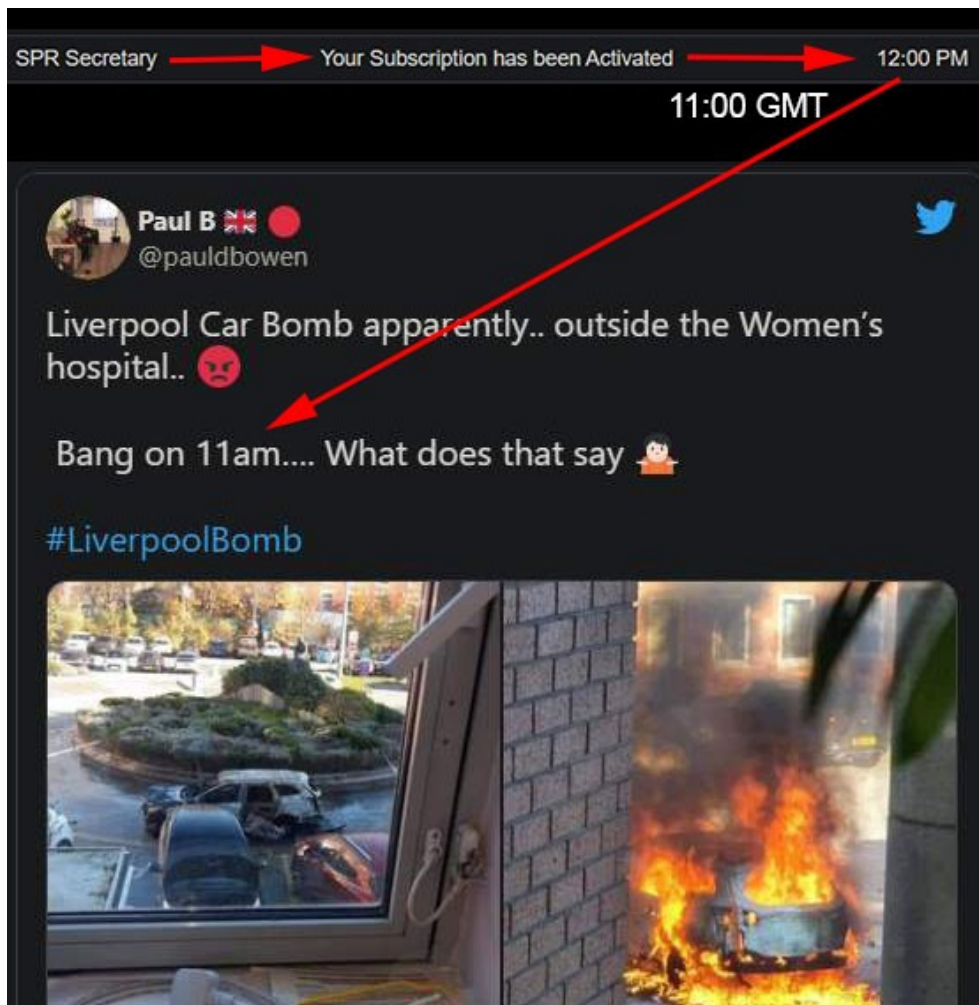 SPR Secretary Your Subscription has been Activated 12:00 PM
11:00 GMT
Paul B 🇬🇧 🔴
@pauldbowen
Liverpool Car Bomb apparently.. outside the Women's
hospital.. 😡
Bang on 11am.... What does that say 🤷🏻
#LiverpoolBomb